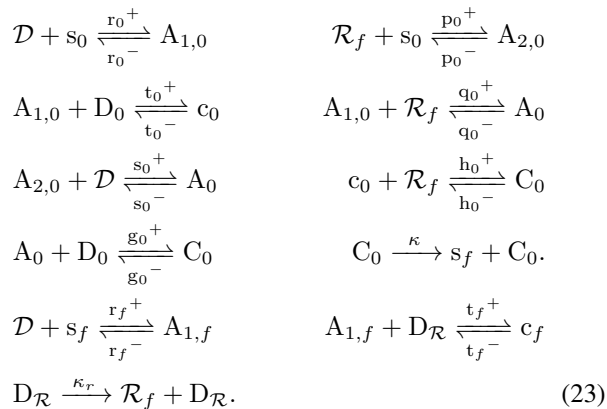 𝒟 + s₀ ⇌ A₁,₀ (r₀⁺, r₀⁻)    ℛ_f + s₀ ⇌ A₂,₀ (p₀⁺, p₀⁻)
A₁,₀ + D₀ ⇌ c₀ (t₀⁺, t₀⁻)    A₁,₀ + ℛ_f ⇌ A₀ (q₀⁺, q₀⁻)
A₂,₀ + 𝒟 ⇌ A₀ (s₀⁺, s₀⁻)    c₀ + ℛ_f ⇌ C₀ (h₀⁺, h₀⁻)
A₀ + D₀ ⇌ C₀ (g₀⁺, g₀⁻)    C₀ —κ→ s_f + C₀.
𝒟 + s_f ⇌ A₁,f (r_f⁺, r_f⁻)    A₁,f + D_ℛ ⇌ c_f (t_f⁺, t_f⁻)
D_ℛ —κ_r→ ℛ_f + D_ℛ.    (23)